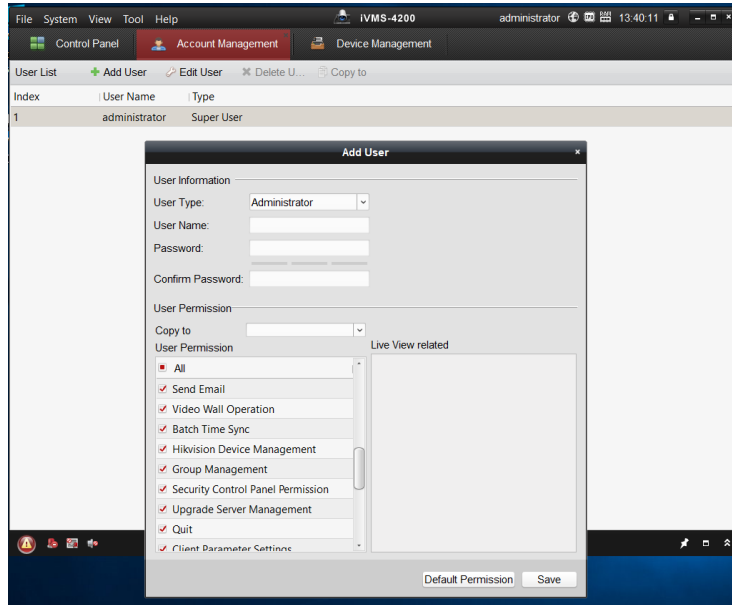 File System View Tool Help iVMS-4200 administrator 13:40:11
Control Panel Account Management Device Management
User List Add User Edit User Delete U... Copy to
Index User Name Type
1 administrator Super User
Add User
User Information
User Type: Administrator
User Name:
Password:
Confirm Password:
User Permission
Copy to
User Permission Live View related
All
Send Email
Video Wall Operation
Batch Time Sync
Hikvision Device Management
Group Management
Security Control Panel Permission
Upgrade Server Management
Quit
Client Parameter Settings
Default Permission Save